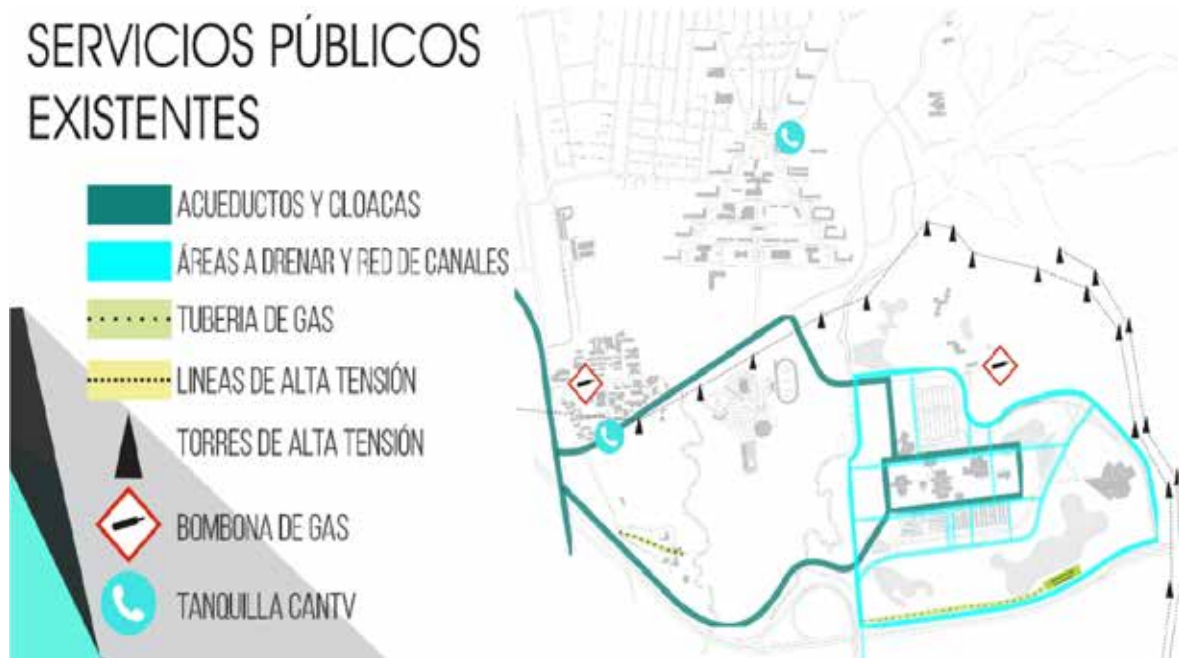 SERVICIOS PÚBLICOS
EXISTENTES
ACUEDUCTOS Y CLOACAS
ÁREAS A DRENAR Y RED DE CANALES
TUBERIA DE GAS
LINEAS DE ALTA TENSIÓN
TORRES DE ALTA TENSIÓN
BOMBONA DE GAS
TANQUILLA CANTV